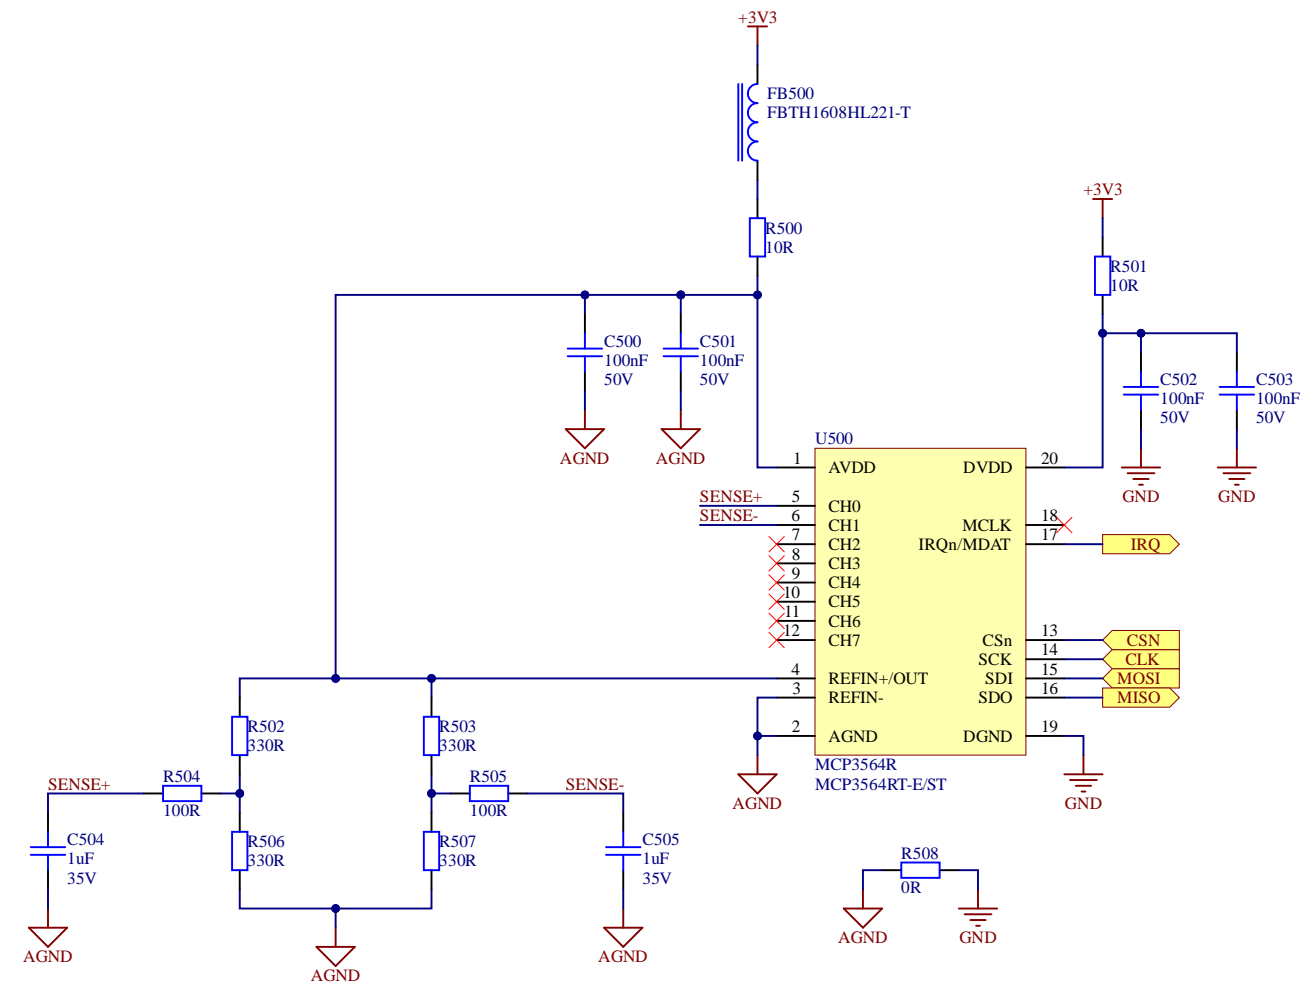 +3V3
FB500
FBTH1608HL221-T
+3V3
R500
10R
R501
10R
C500
100nF
50V
C501
100nF
50V
C502
100nF
50V
C503
100nF
50V
AGND
AGND
GND
GND
U500
1
AVDD
DVDD
20
SENSE+
5
CH0
SENSE-
6
CH1
MCLK
18
7
CH2
IRQn/MDAT
17
IRQ
8
CH3
9
CH4
10
CH5
11
CH6
12
CH7
CSn
13
CSN
SCK
14
CLK
4
REFIN+/OUT
SDI
15
MOSI
3
REFIN-
SDO
16
MISO
2
AGND
DGND
19
MCP3564R
MCP3564RT-E/ST
AGND
GND
R502
330R
R503
330R
SENSE+
R504
100R
R505
100R
SENSE-
C504
1uF
35V
R506
330R
R507
330R
C505
1uF
35V
R508
0R
AGND
GND
AGND
AGND
AGND